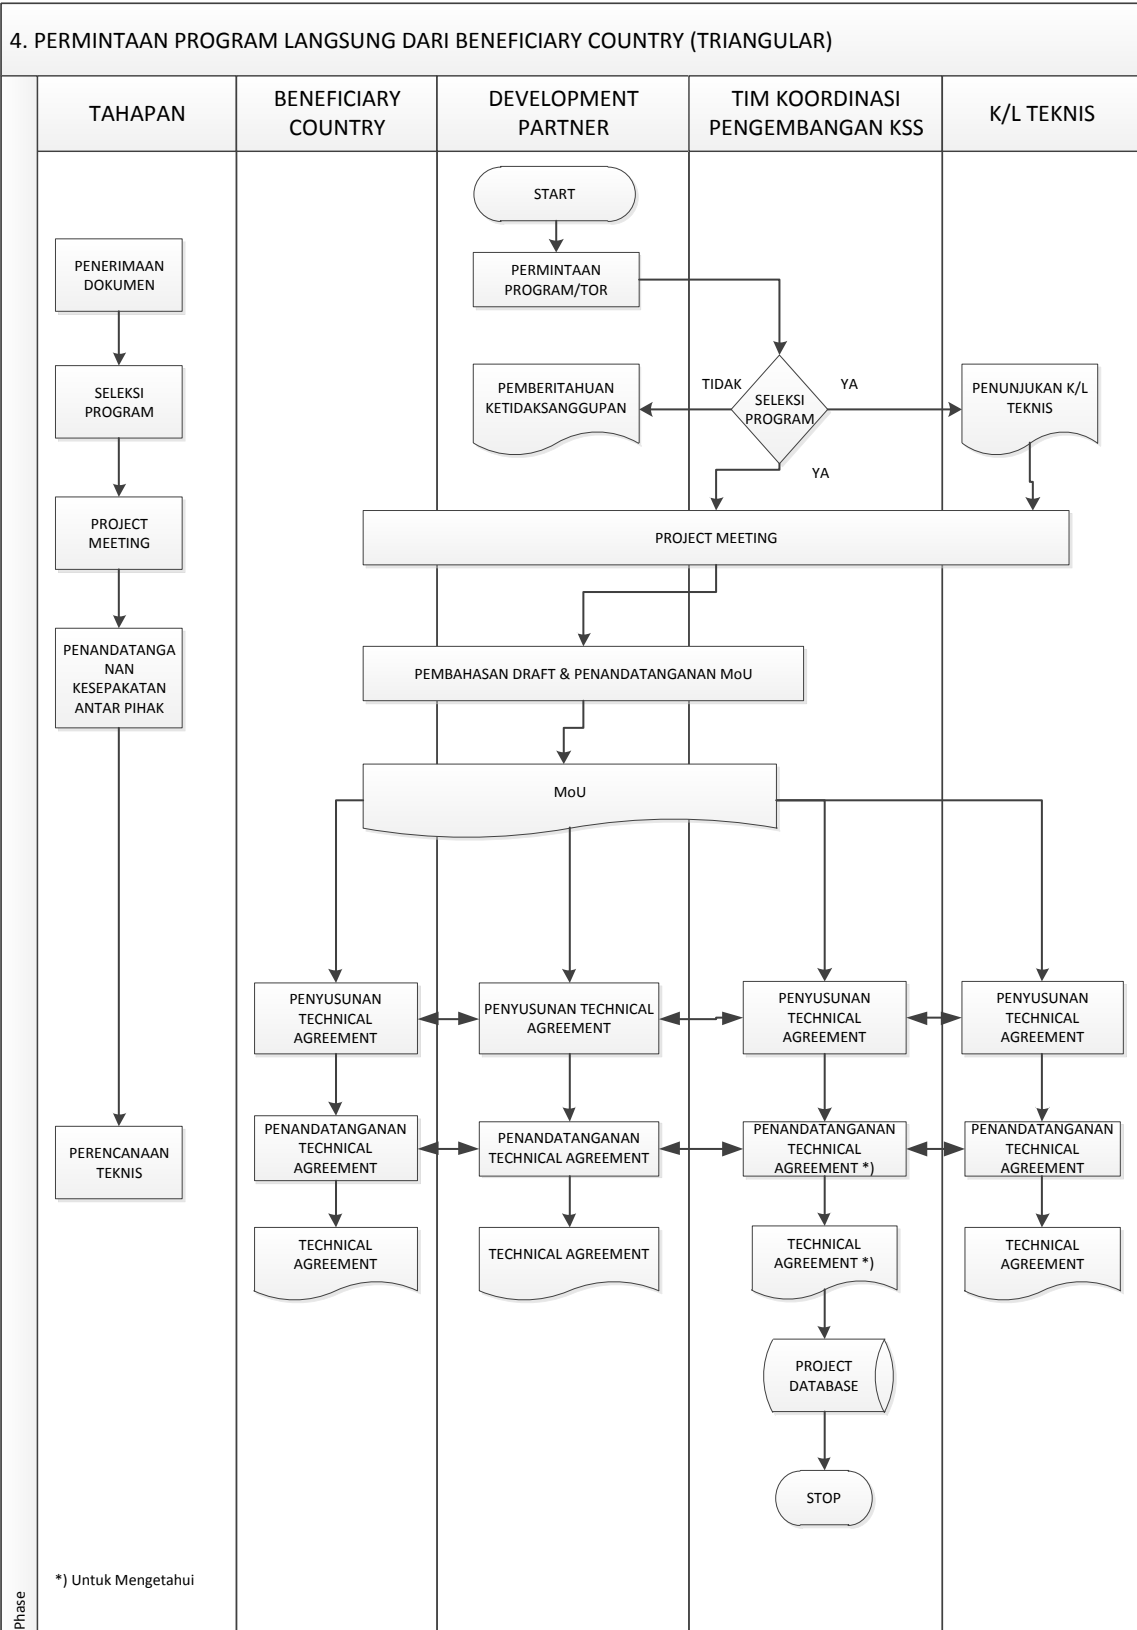 4. PERMINTAAN PROGRAM LANGSUNG DARI BENEFICIARY COUNTRY (TRIANGULAR)
TAHAPAN
BENEFICIARY
COUNTRY
DEVELOPMENT
PARTNER
TIM KOORDINASI
PENGEMBANGAN KSS
K/L TEKNIS
START
PENERIMAAN
DOKUMEN
PERMINTAAN
PROGRAM/TOR
SELEKSI
PROGRAM
PEMBERITAHUAN
KETIDAKSANGGUPAN
TIDAK
SELEKSI
PROGRAM
YA
PENUNJUKAN K/L
TEKNIS
YA
PROJECT
MEETING
PROJECT MEETING
PENANDATANGA
NAN
KESEPAKATAN
ANTAR PIHAK
PEMBAHASAN DRAFT & PENANDATANGANAN MoU
MoU
PENYUSUNAN
TECHNICAL
AGREEMENT
PENYUSUNAN TECHNICAL
AGREEMENT
PENYUSUNAN
TECHNICAL
AGREEMENT
PENYUSUNAN
TECHNICAL
AGREEMENT
PERENCANAAN
TEKNIS
PENANDATANGANAN
TECHNICAL
AGREEMENT
PENANDATANGANAN
TECHNICAL AGREEMENT
PENANDATANGANAN
TECHNICAL
AGREEMENT *)
PENANDATANGANAN
TECHNICAL
AGREEMENT
TECHNICAL
AGREEMENT
TECHNICAL AGREEMENT
TECHNICAL
AGREEMENT *)
TECHNICAL
AGREEMENT
PROJECT
DATABASE
STOP
*) Untuk Mengetahui
Phase